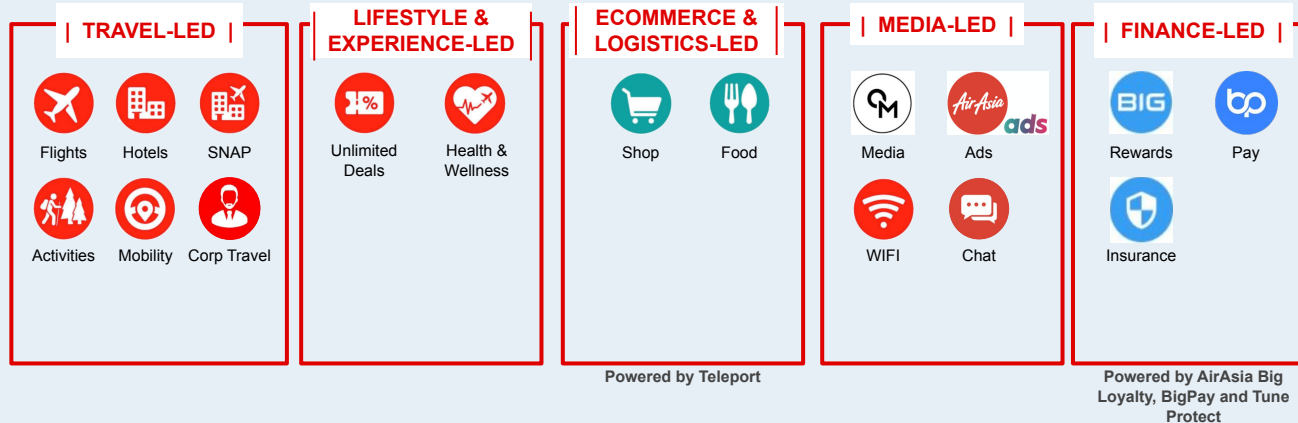 | TRAVEL-LED |
Flights
Hotels
SNAP
Activities
Mobility
Corp Travel
| LIFESTYLE &
EXPERIENCE-LED |
%
Unlimited
Deals
Health &
Wellness
| ECOMMERCE &
LOGISTICS-LED |
Shop
Food
Powered by Teleport
| MEDIA-LED |
Media
AirAsia
ads
Ads
WIFI
Chat
| FINANCE-LED |
BIG
Rewards
bp
Pay
Insurance
Powered by AirAsia Big
Loyalty, BigPay and Tune
Protect